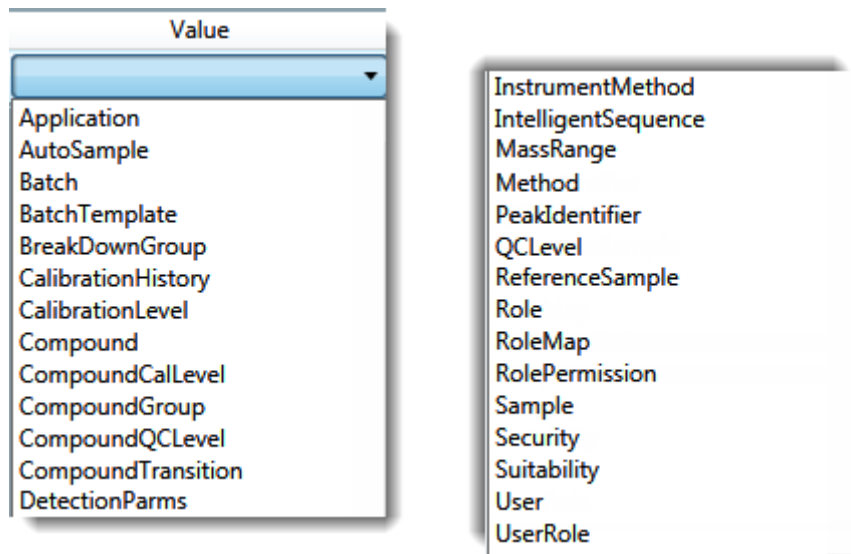 Value
Application
AutoSample
Batch
BatchTemplate
BreakDownGroup
CalibrationHistory
CalibrationLevel
Compound
CompoundCalLevel
CompoundGroup
CompoundQCLevel
CompoundTransition
DetectionParms
InstrumentMethod
IntelligentSequence
MassRange
Method
PeakIdentifier
QCLevel
ReferenceSample
Role
RoleMap
RolePermission
Sample
Security
Suitability
User
UserRole